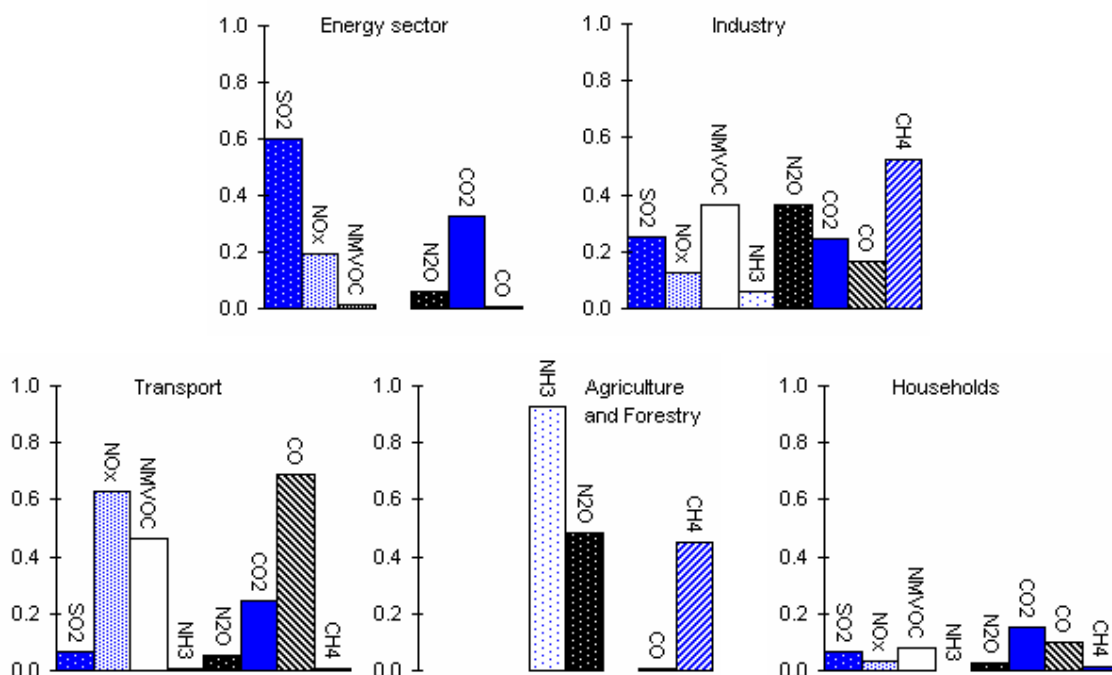 Energy sector
1.0
0.8
0.6
0.4
0.2
0.0
SO2
NOx
NMVOC
N2O
CO2
CO
Industry
1.0
0.8
0.6
0.4
0.2
0.0
SO2
NOx
NMVOC
NH3
N2O
CO2
CO
CH4
Transport
1.0
0.8
0.6
0.4
0.2
0.0
SO2
NOx
NMVOC
NH3
N2O
CO2
CO
CH4
Agriculture
and Forestry
1.0
0.8
0.6
0.4
0.2
0.0
NH3
N2O
CO
CH4
Households
1.0
0.8
0.6
0.4
0.2
0.0
SO2
NOx
NMVOC
NH3
N2O
CO2
CO
CH4